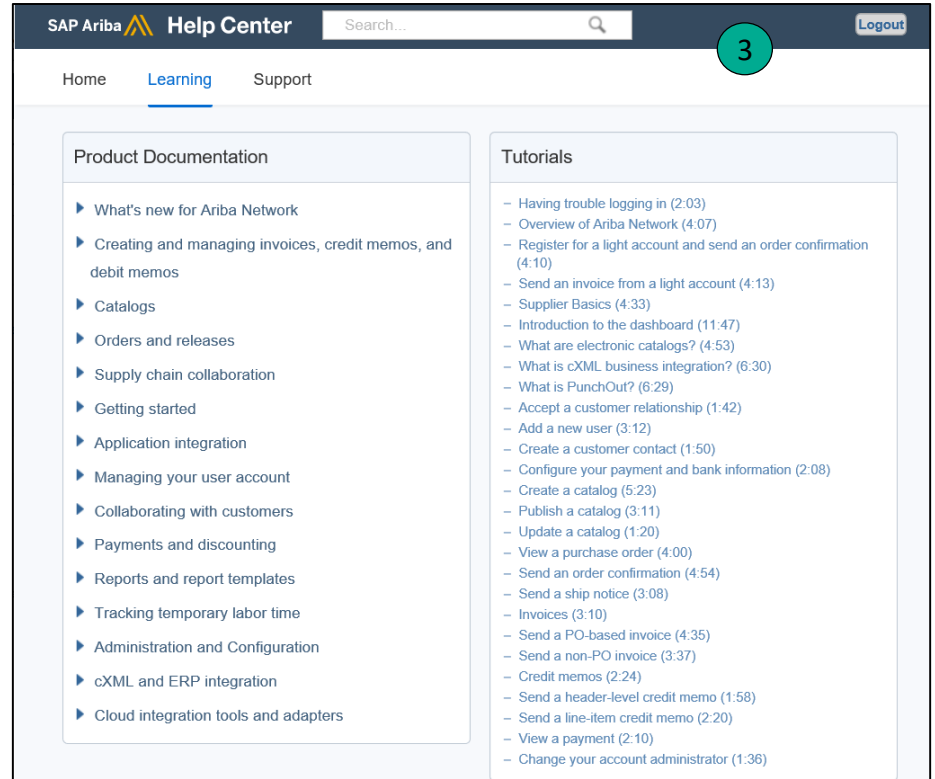 SAP Ariba Help Center Search... 3 Logout
Home Learning Support
Product Documentation
What's new for Ariba Network
Creating and managing invoices, credit memos, and
debit memos
Catalogs
Orders and releases
Supply chain collaboration
Getting started
Application integration
Managing your user account
Collaborating with customers
Payments and discounting
Reports and report templates
Tracking temporary labor time
Administration and Configuration
cXML and ERP integration
Cloud integration tools and adapters
Tutorials
– Having trouble logging in (2:03)
– Overview of Ariba Network (4:07)
– Register for a light account and send an order confirmation
(4:10)
– Send an invoice from a light account (4:13)
– Supplier Basics (4:33)
– Introduction to the dashboard (11:47)
– What are electronic catalogs? (4:53)
– What is cXML business integration? (6:30)
– What is PunchOut? (6:29)
– Accept a customer relationship (1:42)
– Add a new user (3:12)
– Create a customer contact (1:50)
– Configure your payment and bank information (2:08)
– Create a catalog (5:23)
– Publish a catalog (3:11)
– Update a catalog (1:20)
– View a purchase order (4:00)
– Send an order confirmation (4:54)
– Send a ship notice (3:08)
– Invoices (3:10)
– Send a PO-based invoice (4:35)
– Send a non-PO invoice (3:37)
– Credit memos (2:24)
– Send a header-level credit memo (1:58)
– Send a line-item credit memo (2:20)
– View a payment (2:10)
– Change your account administrator (1:36)